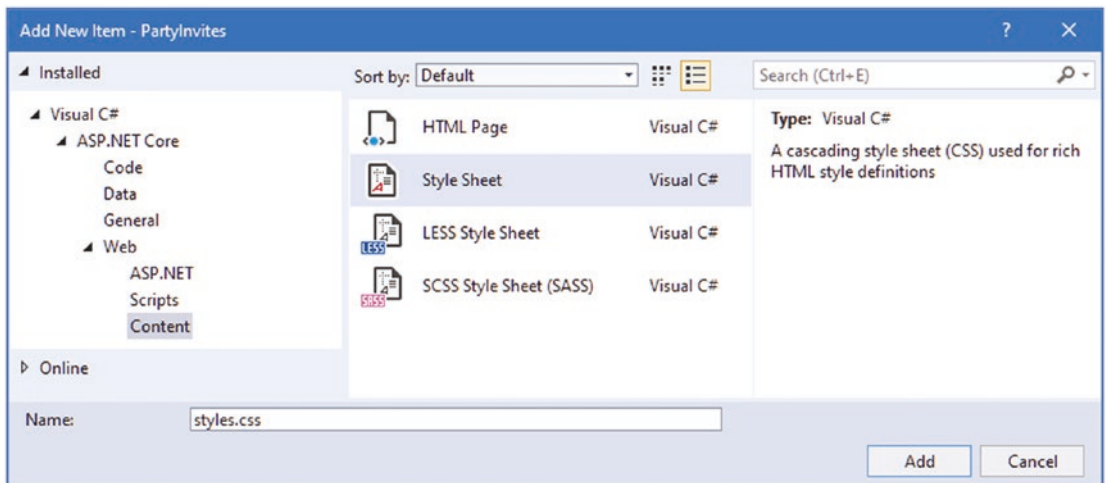 Add New Item - PartyInvites
?
Installed
Sort by: Default
Search (Ctrl+E)
Visual C#
ASP.NET Core
Code
Data
General
Web
ASP.NET
Scripts
Content
Online
HTML Page Visual C#
Style Sheet Visual C#
LESS
LESS Style Sheet Visual C#
SASS
SCSS Style Sheet (SASS) Visual C#
Type: Visual C#
A cascading style sheet (CSS) used for rich
HTML style definitions
Name: styles.css
Add Cancel